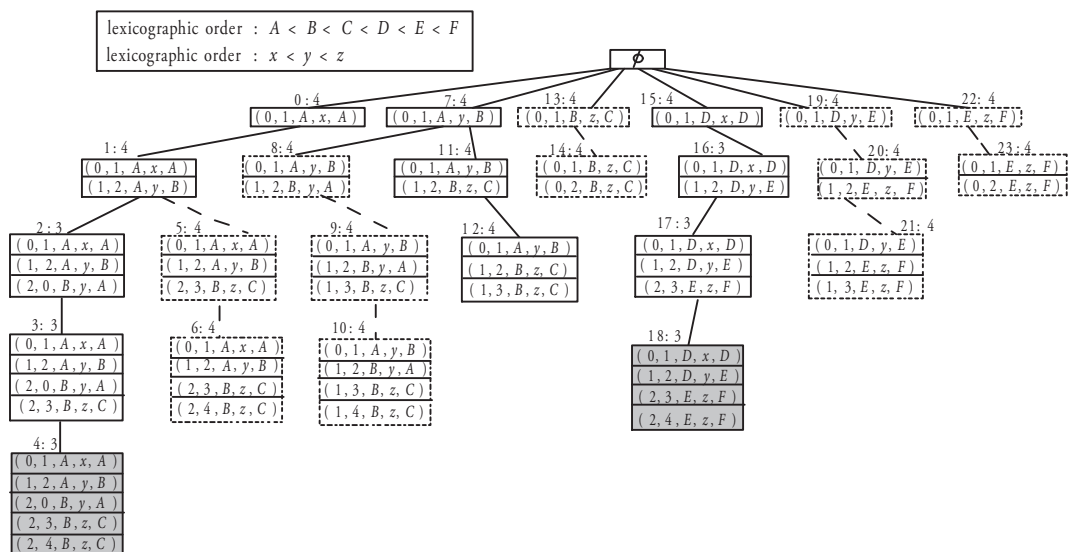 lexicographic order : A < B < C < D < E < F
lexicographic order : x < y < z
ϕ
0: 4
( 0, 1, A, x, A )
7: 4
( 0, 1, A, y, B )
13: 4
( 0, 1, B, z, C )
15: 4
( 0, 1, D, x, D )
19: 4
( 0, 1, D, y, E )
22: 4
( 0, 1, E, z, F )
1: 4
( 0, 1, A, x, A )
( 1, 2, A, y, B )
8: 4
( 0, 1, A, y, B )
( 1, 2, B, y, A )
11: 4
( 0, 1, A, y, B )
( 1, 2, B, z, C )
14: 4
( 0, 1, B, z, C )
( 0, 2, B, z, C )
16: 3
( 0, 1, D, x, D )
( 1, 2, D, y, E )
20: 4
( 0, 1, D, y, E )
( 1, 2, E, z, F )
23: 4
( 0, 1, E, z, F )
( 0, 2, E, z, F )
2: 3
( 0, 1, A, x, A )
( 1, 2, A, y, B )
( 2, 0, B, y, A )
5: 4
( 0, 1, A, x, A )
( 1, 2, A, y, B )
( 2, 3, B, z, C )
9: 4
( 0, 1, A, y, B )
( 1, 2, B, y, A )
( 1, 3, B, z, C )
12: 4
( 0, 1, A, y, B )
( 1, 2, B, z, C )
( 1, 3, B, z, C )
17: 3
( 0, 1, D, x, D )
( 1, 2, D, y, E )
( 2, 3, E, z, F )
21: 4
( 0, 1, D, y, E )
( 1, 2, E, z, F )
( 1, 3, E, z, F )
3: 3
( 0, 1, A, x, A )
( 1, 2, A, y, B )
( 2, 0, B, y, A )
( 2, 3, B, z, C )
6: 4
( 0, 1, A, x, A )
( 1, 2, A, y, B )
( 2, 3, B, z, C )
( 2, 4, B, z, C )
10: 4
( 0, 1, A, y, B )
( 1, 2, B, y, A )
( 1, 3, B, z, C )
( 1, 4, B, z, C )
18: 3
( 0, 1, D, x, D )
( 1, 2, D, y, E )
( 2, 3, E, z, F )
( 2, 4, E, z, F )
4: 3
( 0, 1, A, x, A )
( 1, 2, A, y, B )
( 2, 0, B, y, A )
( 2, 3, B, z, C )
( 2, 4, B, z, C )